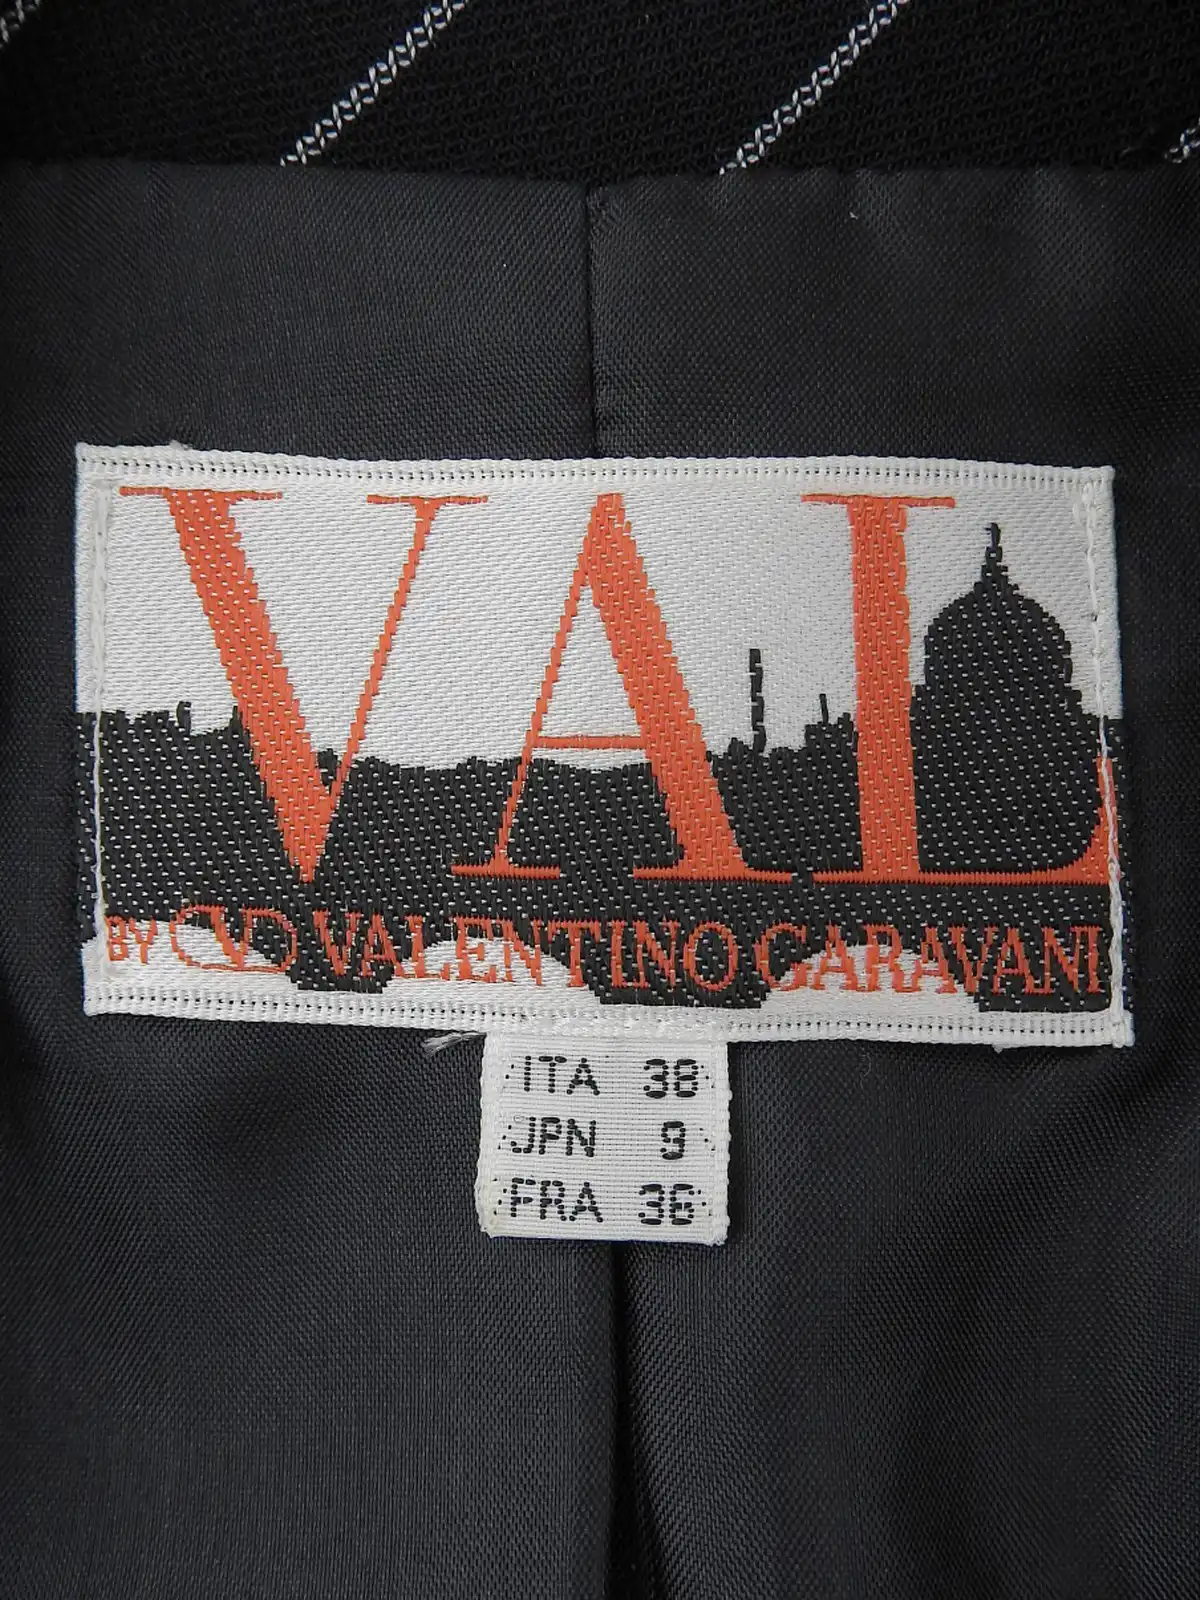 VAL
BY V VALENTINO GARAVANI
ITA 38
JPN 9
FRA 36